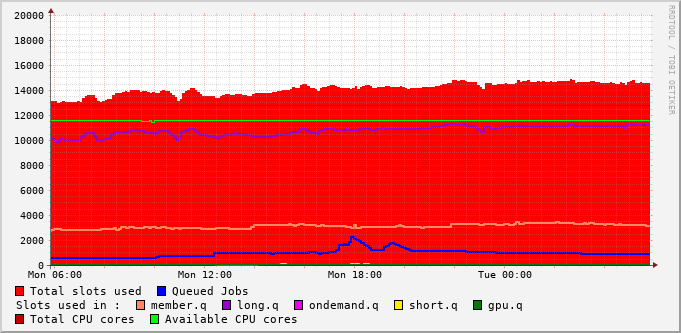 20000
18000
16000
14000
12000
10000
8000
6000
4000
2000
0
Mon 06:00 Mon 12:00 Mon 18:00 Tue 00:00
RRDTOOL / TOBI OETIKER
Total slots used Queued Jobs
Slots used in : member.q long.q ondemand.q short.q gpu.q
Total CPU cores Available CPU cores